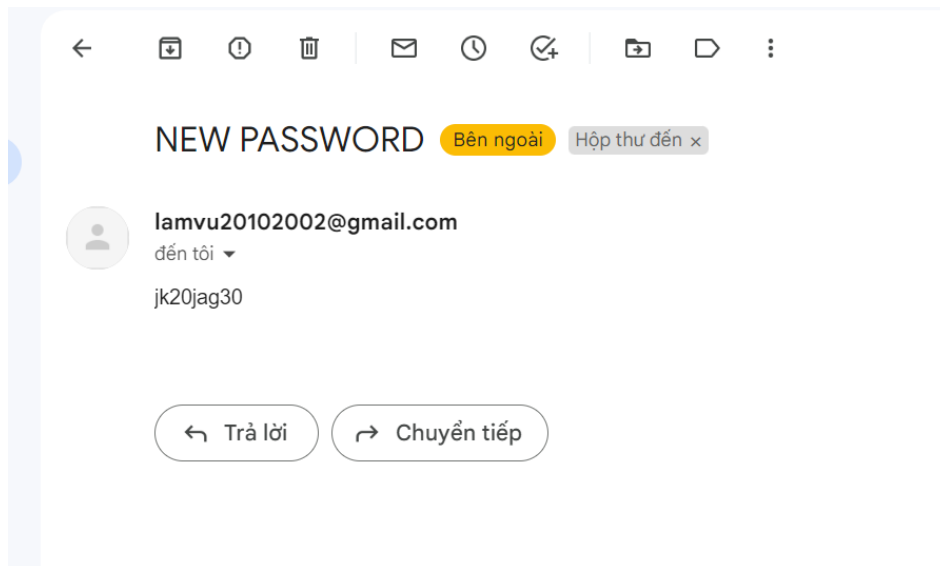 NEW PASSWORD Bên ngoài Hộp thư đến ×
lamvu20102002@gmail.com
đến tôi
jk20jag30
Trả lời Chuyển tiếp